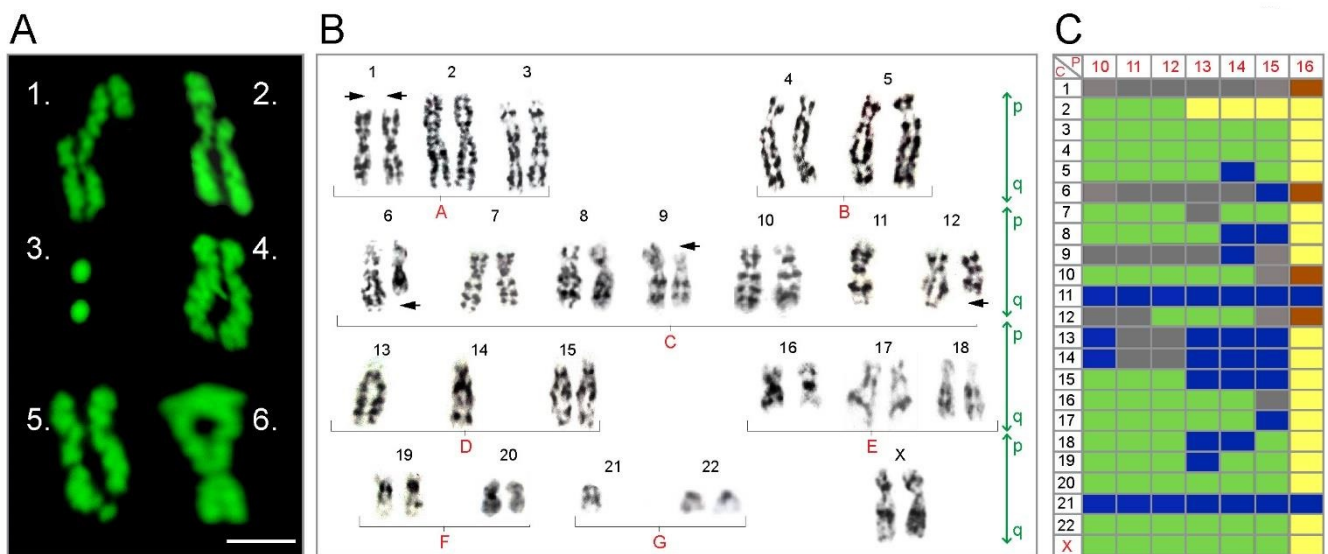 A
B
C
1.
2.
3.
4.
5.
6.
1 2 3
4 5
p
q
A
B
6 7 8 9 10 11 12
p
q
C
13 14 15
16 17 18
p
q
D
E
19 20
21 22
X
p
q
F
G
C P 10 11 12 13 14 15 16
1
2
3
4
5
6
7
8
9
10
11
12
13
14
15
16
17
18
19
20
21
22
X